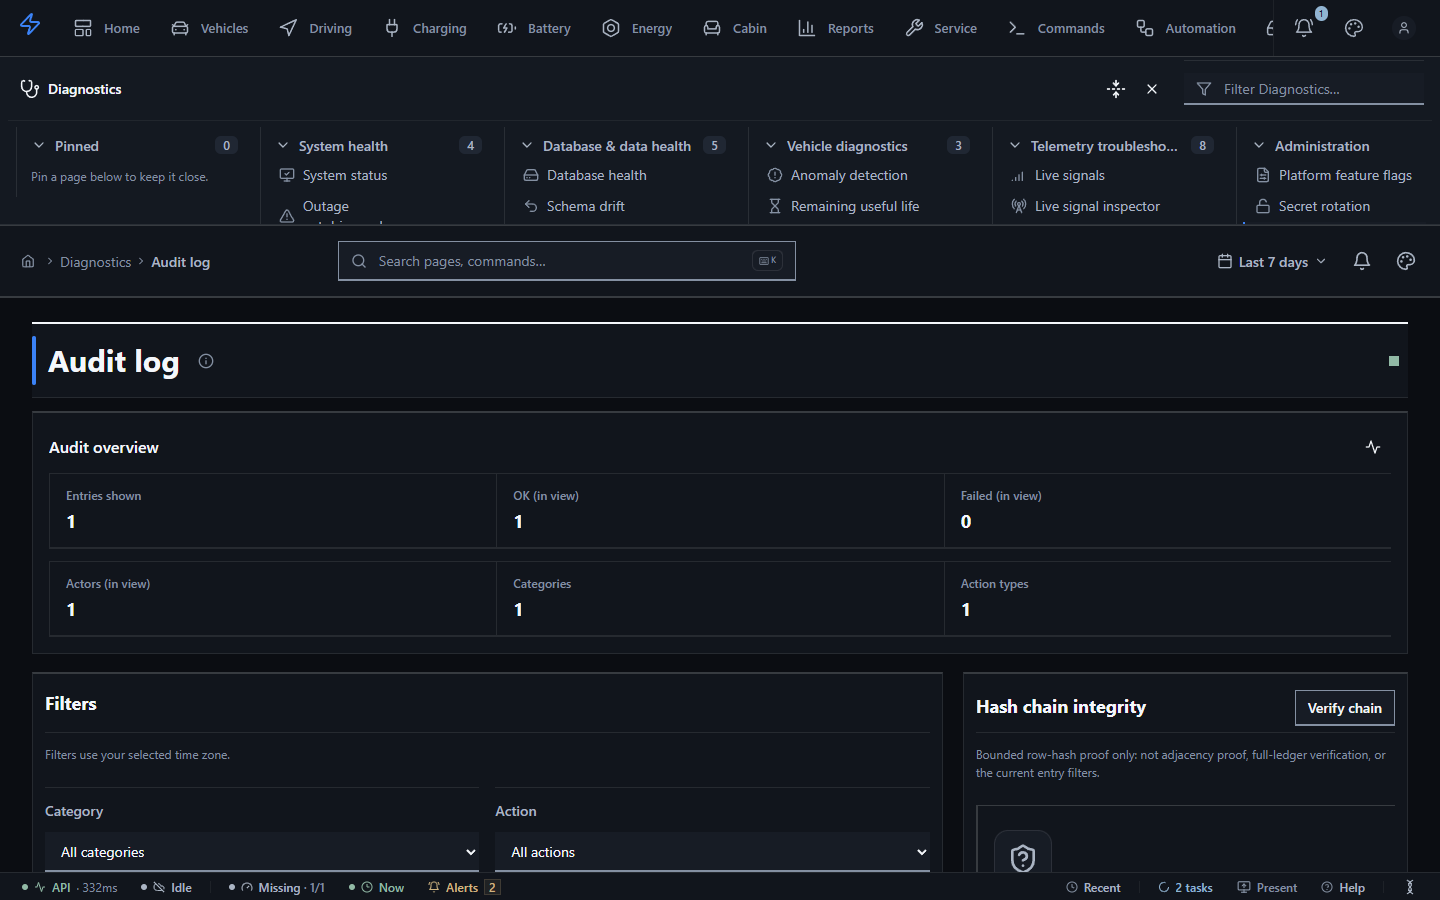 Home
Vehicles
Driving
Charging
Battery
Energy
Cabin
Reports
Service
Commands
Automation
1
Diagnostics
Filter Diagnostics...
Pinned 0
Pin a page below to keep it close.
System health 4
System status
Outage
Database & data health 5
Database health
Schema drift
Vehicle diagnostics 3
Anomaly detection
Remaining useful life
Telemetry troublesho... 8
Live signals
Live signal inspector
Administration
Platform feature flags
Secret rotation
Diagnostics
Audit log
Search pages, commands...
K
Last 7 days
Audit log
Audit overview
Entries shown
1
OK (in view)
1
Failed (in view)
0
Actors (in view)
1
Categories
1
Action types
1
Filters
Filters use your selected time zone.
Category
All categories
Action
All actions
Hash chain integrity
Verify chain
Bounded row-hash proof only: not adjacency proof, full-ledger verification, or
the current entry filters.
API · 332ms
Idle
Missing · 1/1
Now
Alerts 2
Recent
2 tasks
Present
Help